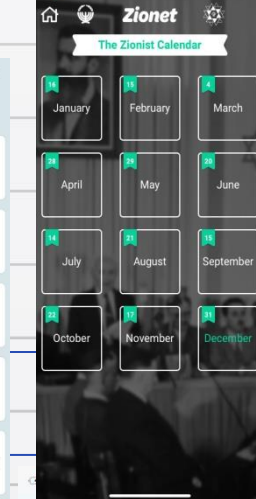 Zionet
The Zionist Calendar
16 15 4
January February March
28 29 20
April May June
14 21 15
July August September
22 17 31
October November December